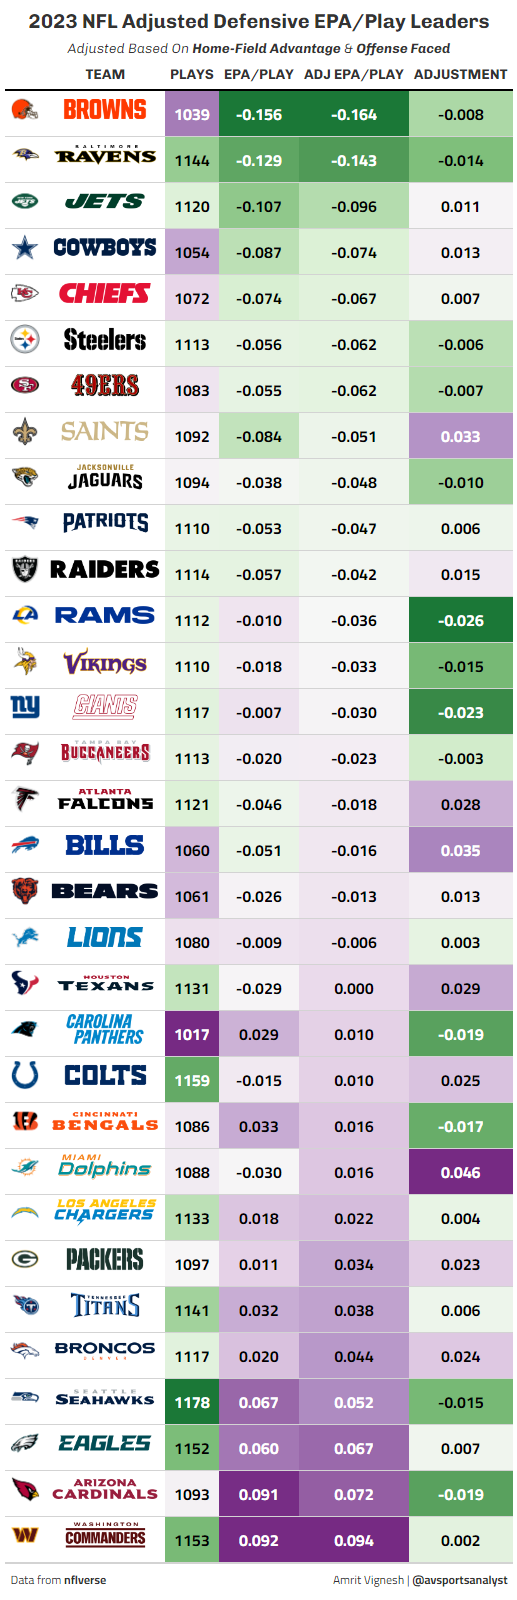 2023 NFL Adjusted Defensive EPA/Play Leaders
Adjusted Based On Home-Field Advantage & Offense Faced
TEAM PLAYS EPA/PLAY ADJ EPA/PLAY ADJUSTMENT
BROWNS 1039 -0.156 -0.164 -0.008
BALTIMORE RAVENS 1144 -0.129 -0.143 -0.014
JETS 1120 -0.107 -0.096 0.011
COWBOYS 1054 -0.087 -0.074 0.013
CHIEFS 1072 -0.074 -0.067 0.007
Steelers 1113 -0.056 -0.062 -0.006
49ERS 1083 -0.055 -0.062 -0.007
SAINTS 1092 -0.084 -0.051 0.033
JACKSONVILLE JAGUARS 1094 -0.038 -0.048 -0.010
PATRIOTS 1110 -0.053 -0.047 0.006
RAIDERS 1114 -0.057 -0.042 0.015
RAMS 1112 -0.010 -0.036 -0.026
VIKINGS 1110 -0.018 -0.033 -0.015
ny GIANTS 1117 -0.007 -0.030 -0.023
TAMPA BAY BUCCANEERS 1113 -0.020 -0.023 -0.003
ATLANTA FALCONS 1121 -0.046 -0.018 0.028
BILLS 1060 -0.051 -0.016 0.035
BEARS 1061 -0.026 -0.013 0.013
LIONS 1080 -0.009 -0.006 0.003
HOUSTON TEXANS 1131 -0.029 0.000 0.029
CAROLINA PANTHERS 1017 0.029 0.010 -0.019
COLTS 1159 -0.015 0.010 0.025
CINCINNATI BENGALS 1086 0.033 0.016 -0.017
MIAMI Dolphins 1088 -0.030 0.016 0.046
LOS ANGELES CHARGERS 1133 0.018 0.022 0.004
G PACKERS 1097 0.011 0.034 0.023
TENNESSEE TITANS 1141 0.032 0.038 0.006
BRONCOS DENVER 1117 0.020 0.044 0.024
SEATTLE SEAHAWKS 1178 0.067 0.052 -0.015
EAGLES 1152 0.060 0.067 0.007
ARIZONA CARDINALS 1093 0.091 0.072 -0.019
W WASHINGTON COMMANDERS 1153 0.092 0.094 0.002
Data from nflverse Amrit Vignesh | @avsportsanalyst